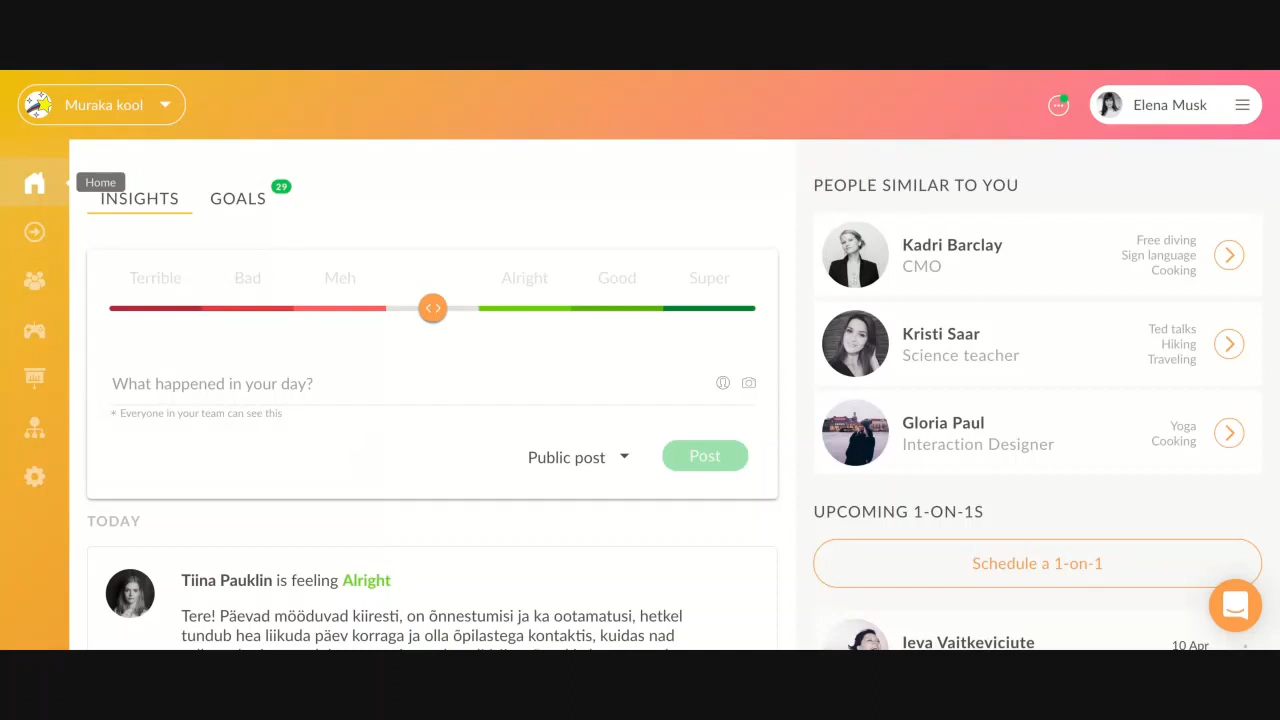 Muraka kool
Elena Musk
Home
INSIGHTS
GOALS
29
Terrible
Bad
Meh
Alright
Good
Super
What happened in your day?
* Everyone in your team can see this
Public post
Post
TODAY
Tiina Pauklin is feeling Alright
Tere! Päevad mööduvad kiiresti, on õnnestumisi ja ka ootamatusi, hetkel
tundub hea liikuda päev korraga ja olla õpilastega kontaktis, kuidas nad
PEOPLE SIMILAR TO YOU
Kadri Barclay
CMO
Free diving
Sign language
Cooking
Kristi Saar
Science teacher
Ted talks
Hiking
Traveling
Gloria Paul
Interaction Designer
Yoga
Cooking
UPCOMING 1-ON-1S
Schedule a 1-on-1
Ieva Vaitkeviciute
10 Apr